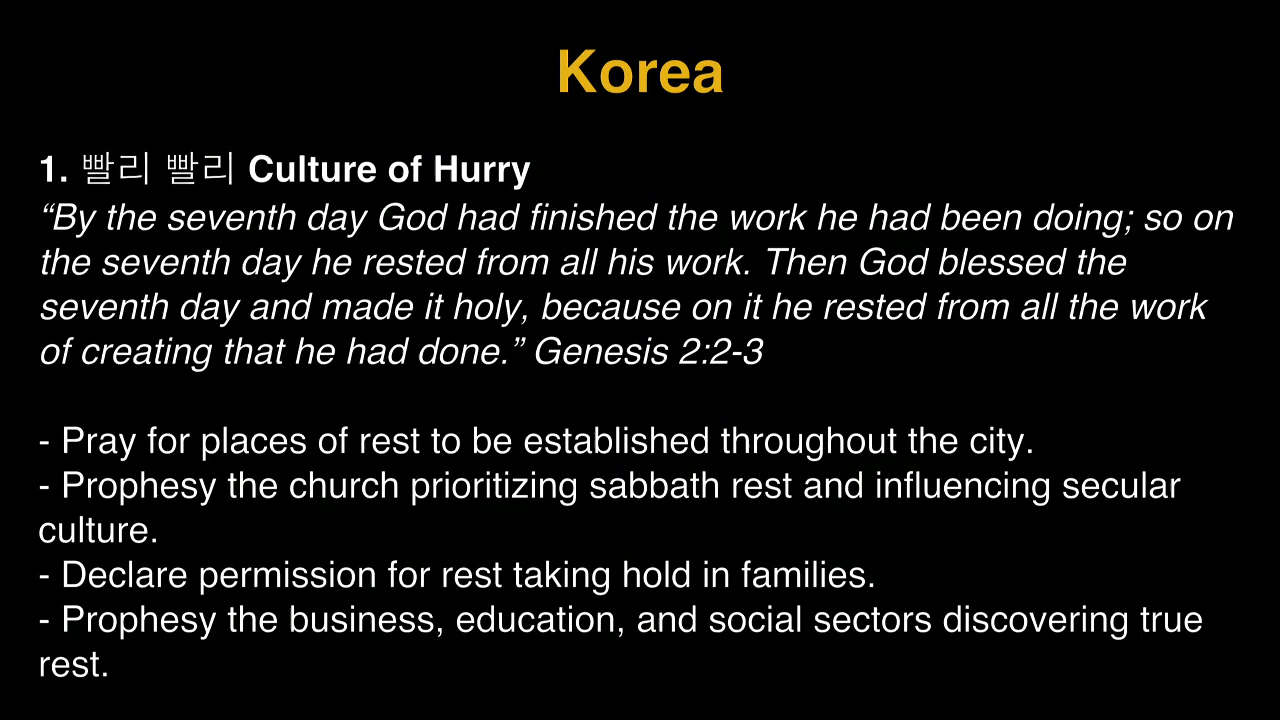 Korea
1. 빨리 빨리 Culture of Hurry
“By the seventh day God had finished the work he had been doing; so on
the seventh day he rested from all his work. Then God blessed the
seventh day and made it holy, because on it he rested from all the work
of creating that he had done.” Genesis 2:2-3
- Pray for places of rest to be established throughout the city.
- Prophesy the church prioritizing sabbath rest and influencing secular
culture.
- Declare permission for rest taking hold in families.
- Prophesy the business, education, and social sectors discovering true
rest.